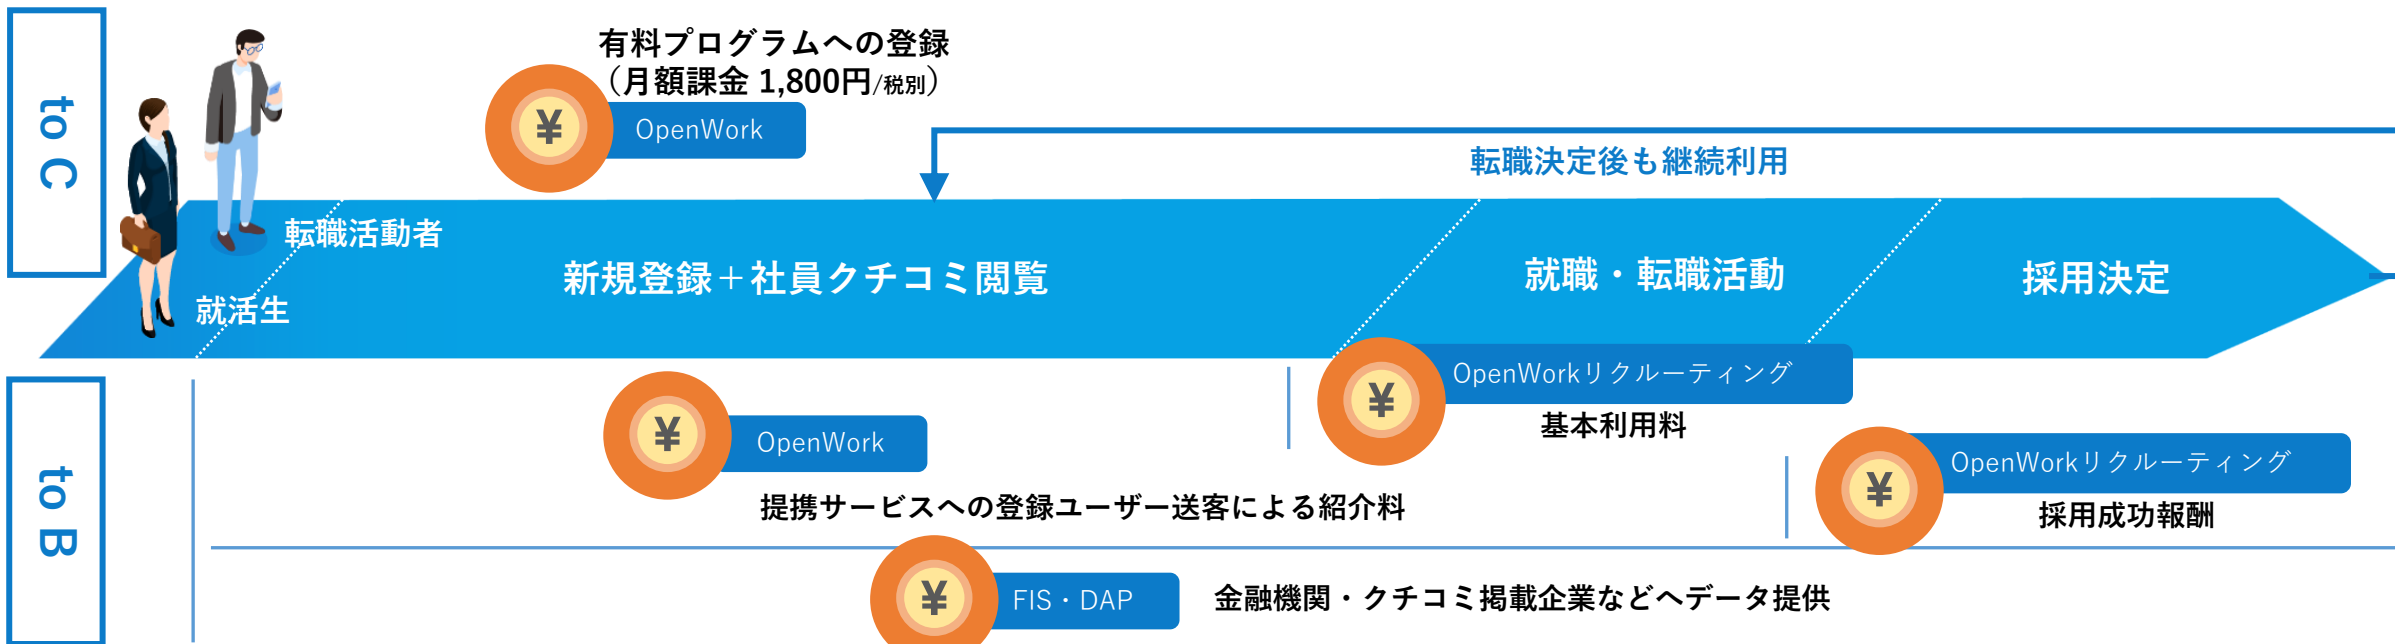 to C
有料プログラムへの登録
（月額課金 1,800円/税別）
¥
OpenWork
転職決定後も継続利用
転職活動者
就活生
新規登録＋社員クチコミ閲覧
就職・転職活動
採用決定
to B
¥
OpenWork
提携サービスへの登録ユーザー送客による紹介料
¥
OpenWorkリクルーティング
基本利用料
¥
OpenWorkリクルーティング
採用成功報酬
¥
FIS・DAP
金融機関・クチコミ掲載企業などへデータ提供